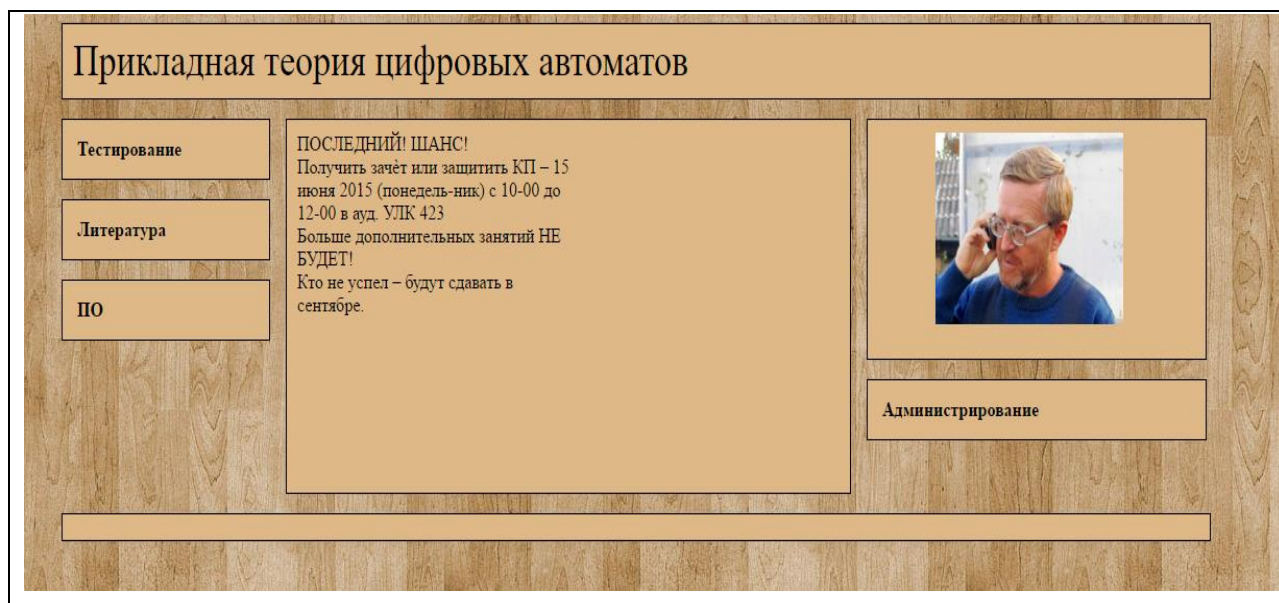 Прикладная теория цифровых автоматов
Тестирование
Литература
ПО
ПОСЛЕДНИЙ! ШАНС!
Получить зачѐт или защитить КП – 15
июня 2015 (понедель-ник) с 10-00 до
12-00 в ауд. УЛК 423
Больше дополнительных занятий НЕ
БУДЕТ!
Кто не успел – будут сдавать в
сентябре.
Администрирование